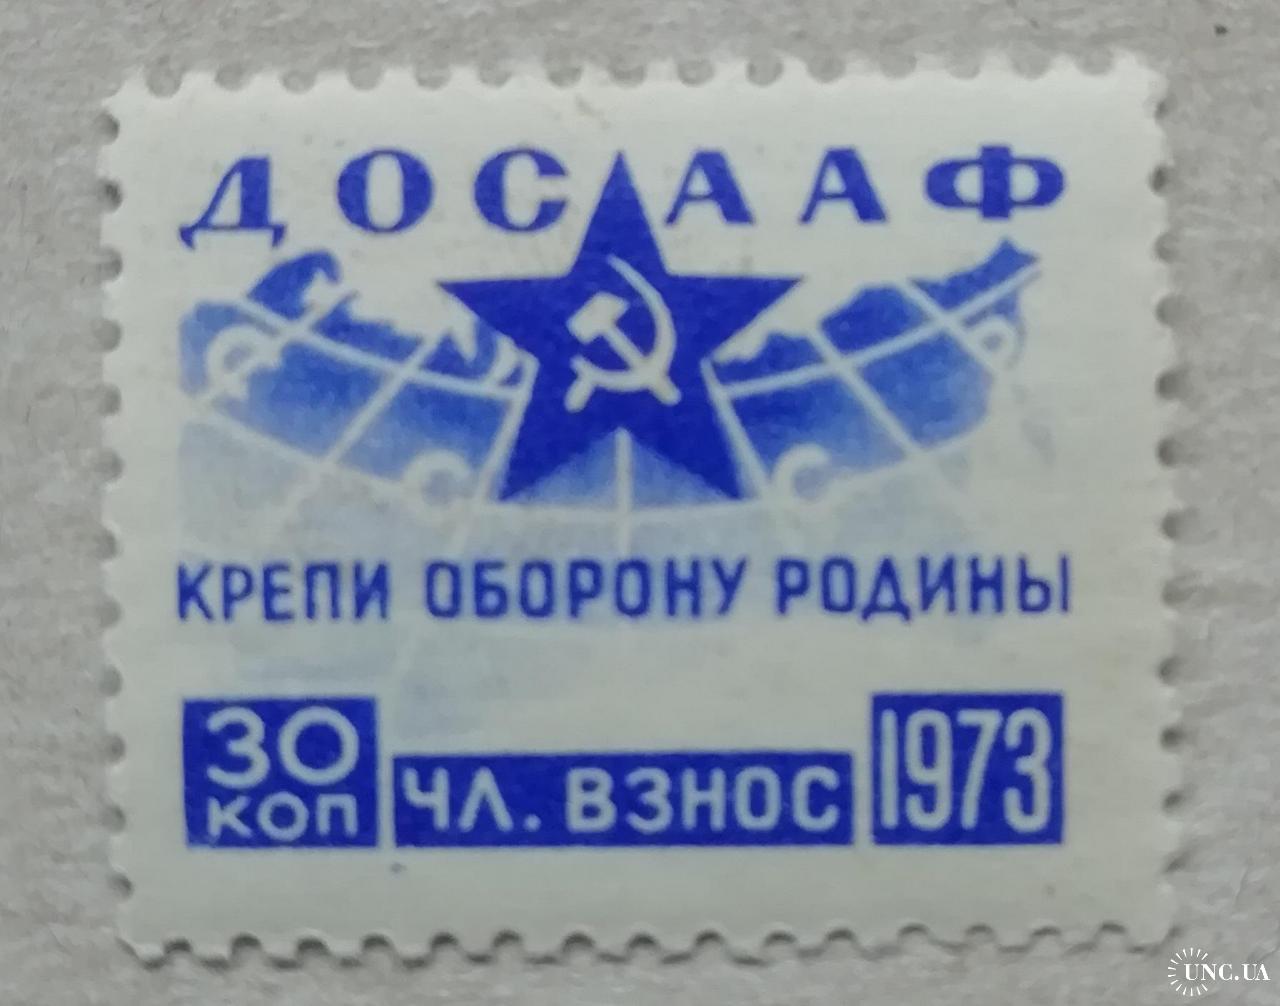 ДОСААФ
КРЕПИ ОБОРОНУ РОДИНЫ
30 КОП ЧЛ. ВЗНОС 1973
UNC.UA